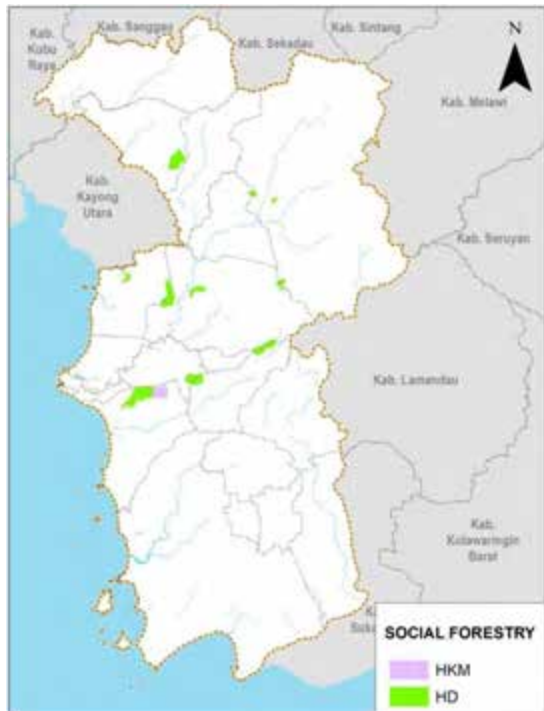 Kab. Sanggau
Kab. Sintang
Kab.
Kubu
Raya
Kab. Sekadau
N
Kab. Melawi
Kab.
Kayong
Utara
Kab. Seruyan
Kab. Lamandau
Kab.
Kotawaringin
Barat
SOCIAL FORESTRY
HKM
HD